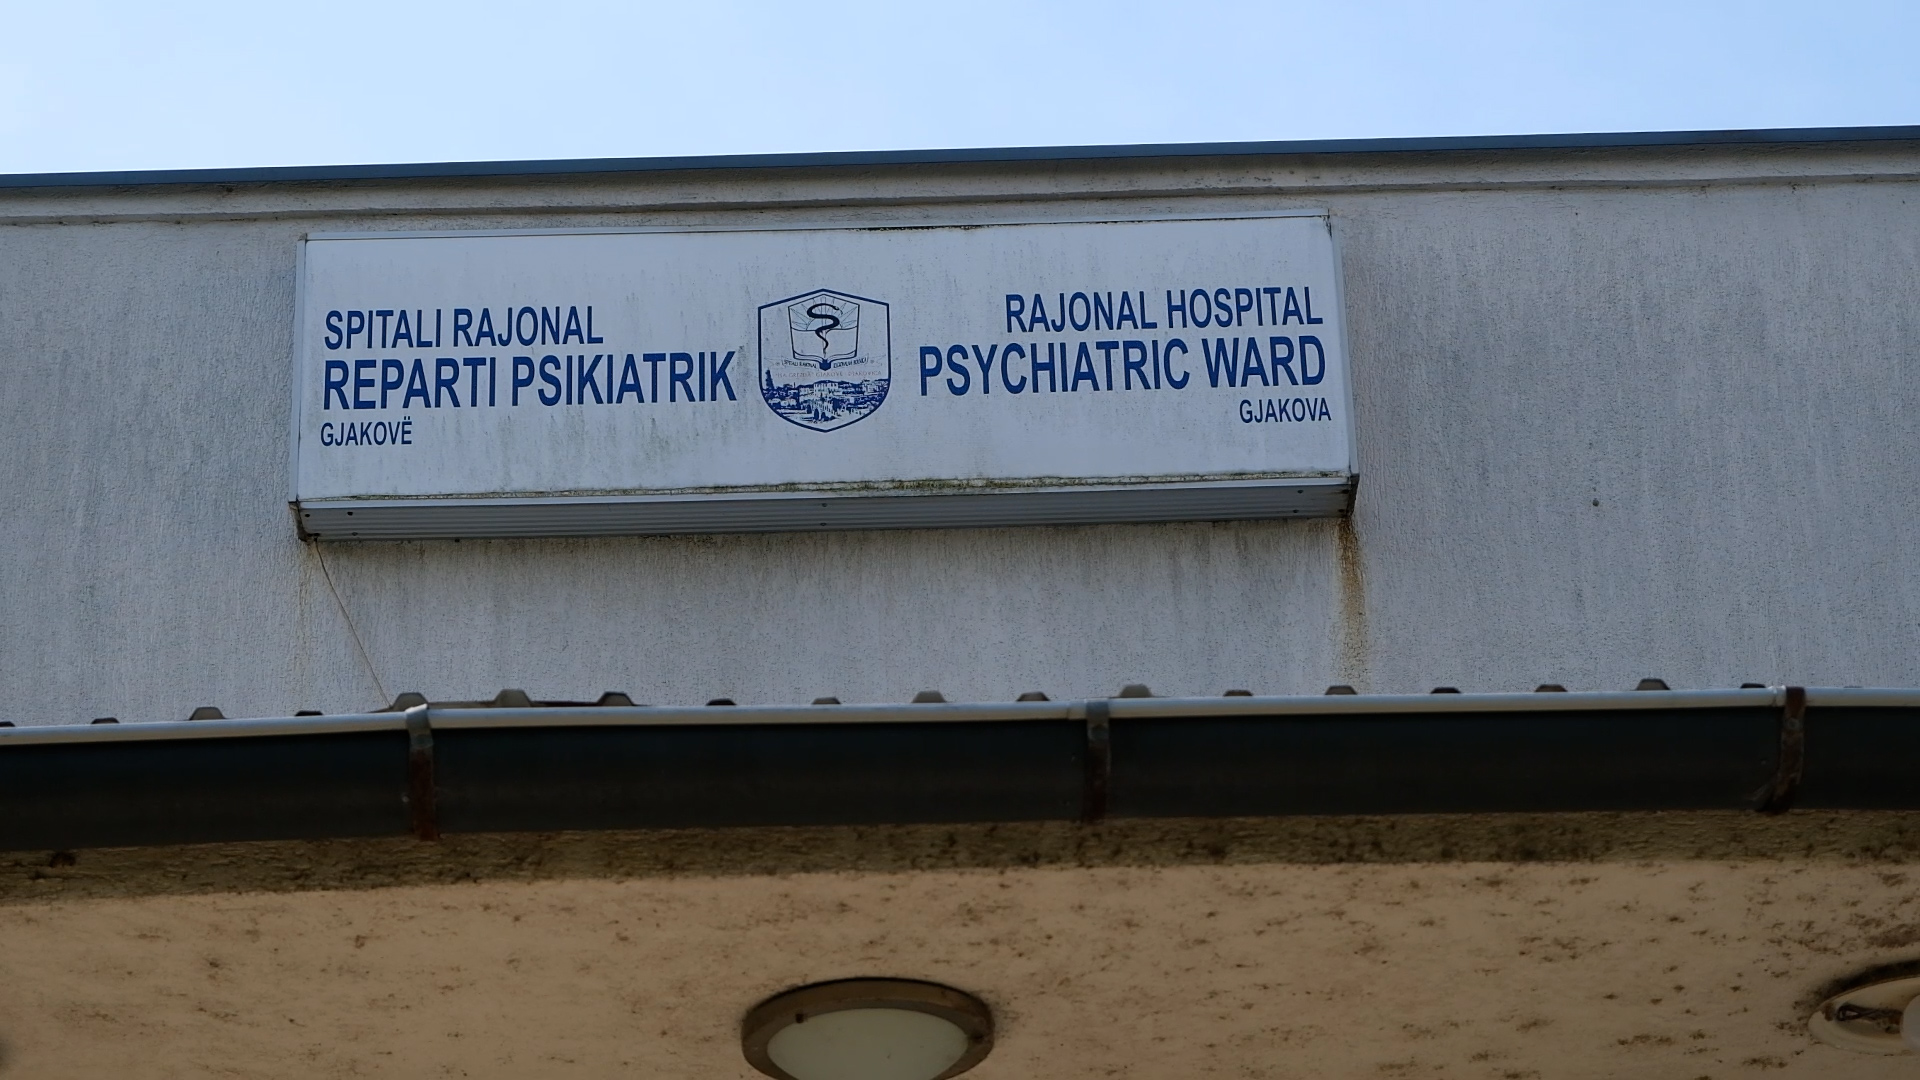 SPITALI RAJONAL
REPARTI PSIKIATRIK
GJAKOVË
RAJONAL HOSPITAL
PSYCHIATRIC WARD
GJAKOVA